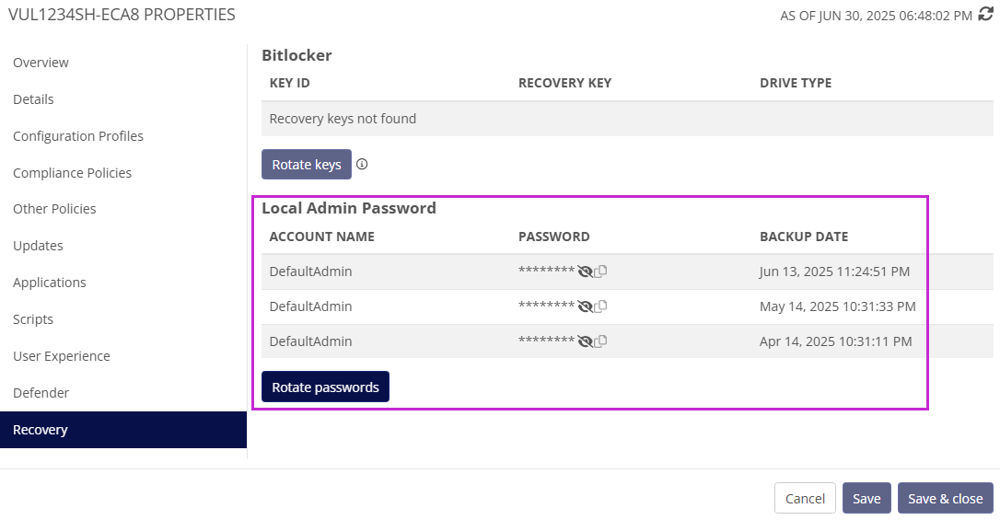 VUL1234SH-ECA8 PROPERTIES
AS OF JUN 30, 2025 06:48:02 PM
Overview
Details
Configuration Profiles
Compliance Policies
Other Policies
Updates
Applications
Scripts
User Experience
Defender
Recovery
Bitlocker
KEY ID RECOVERY KEY DRIVE TYPE
Recovery keys not found
Rotate keys
Local Admin Password
ACCOUNT NAME PASSWORD BACKUP DATE
DefaultAdmin ******** Jun 13, 2025 11:24:51 PM
DefaultAdmin ******** May 14, 2025 10:31:33 PM
DefaultAdmin ******** Apr 14, 2025 10:31:11 PM
Rotate passwords
Cancel Save Save & close